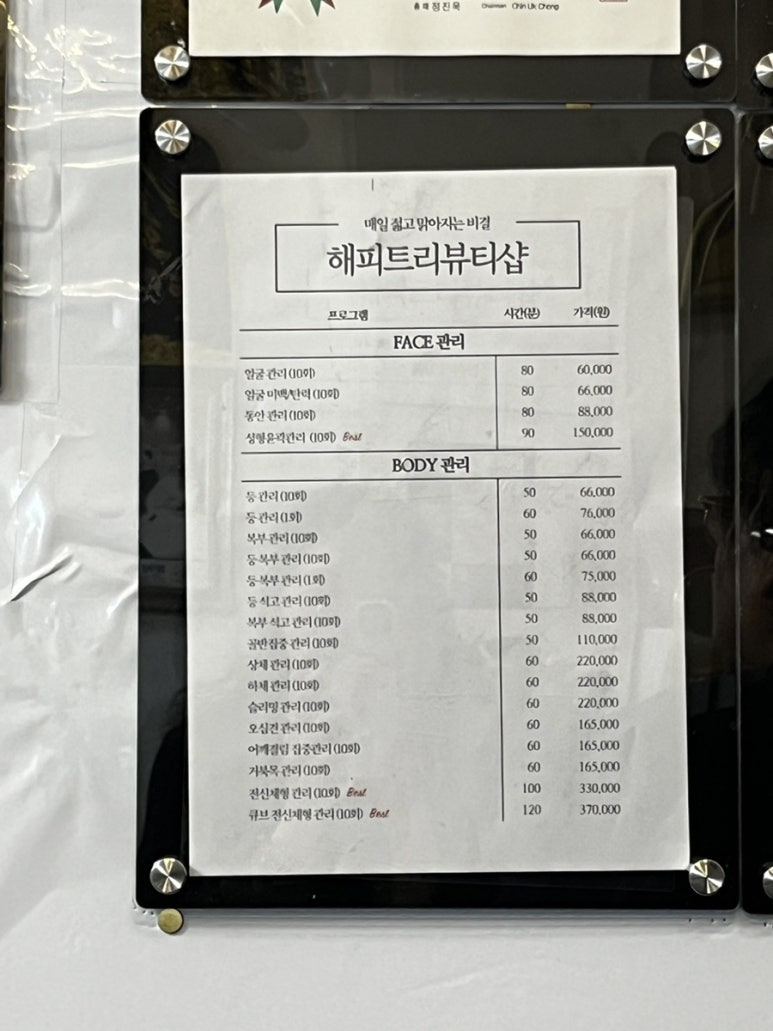 총재 정진욱 Chairman Chin Uk Cheng
매일 젊고 맑아지는 비결
해피트리뷰티샵
프로그램 시간(분) 가격(원)
FACE 관리
얼굴 관리 (10회) 80 60,000
얼굴 미백/탄력 (10회) 80 66,000
동안 관리 (10회) 80 88,000
성형윤곽관리 (10회) Best 90 150,000
BODY 관리
등 관리 (10회) 50 66,000
등 관리 (1회) 60 76,000
복부 관리 (10회) 50 66,000
등·복부 관리 (10회) 50 66,000
등·복부 관리 (1회) 60 75,000
등 석고 관리 (10회) 50 88,000
복부 석고 관리 (10회) 50 88,000
골반집중 관리 (10회) 50 110,000
상체 관리 (10회) 60 220,000
하체 관리 (10회) 60 220,000
슬리밍 관리 (10회) 60 220,000
오십견 관리 (10회) 60 165,000
어깨결림 집중관리 (10회) 60 165,000
거북목 관리 (10회) 60 165,000
전신체형 관리 (10회) Best 100 330,000
큐브 전신체형 관리 (10회) Best 120 370,000